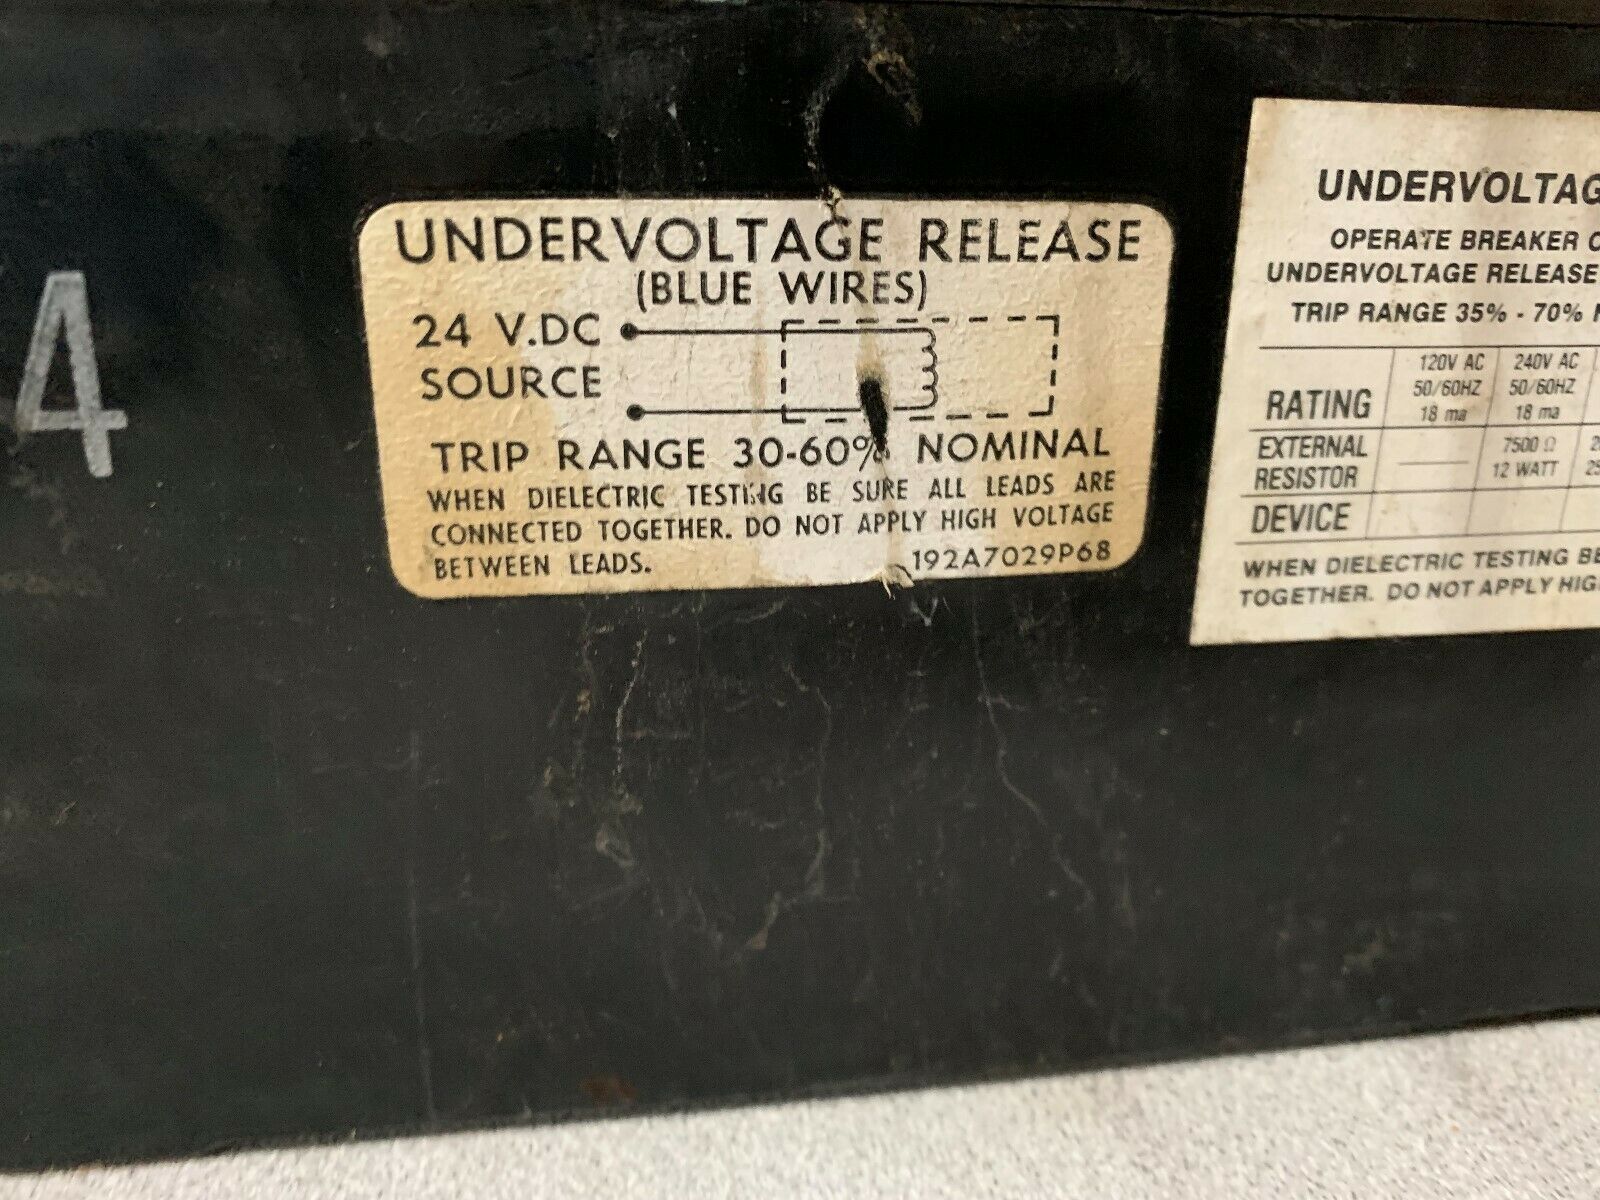 4
UNDERVOLTAGE RELEASE
(BLUE WIRES)
24 V.DC
SOURCE
TRIP RANGE 30-60% NOMINAL
WHEN DIELECTRIC TESTING BE SURE ALL LEADS ARE
CONNECTED TOGETHER. DO NOT APPLY HIGH VOLTAGE
BETWEEN LEADS. 192A7029P68
OPERATE BREAKER
UNDERVOLTAGE RELEASE
TRIP RANGE 35% - 70%
RATING 120V AC 50/60HZ 18 ma 240V AC 50/60HZ 18 ma
EXTERNAL RESISTOR 7500 Ω 12 WATT
DEVICE
WHEN DIELECTRIC TESTING
TOGETHER. DO NOT APPLY